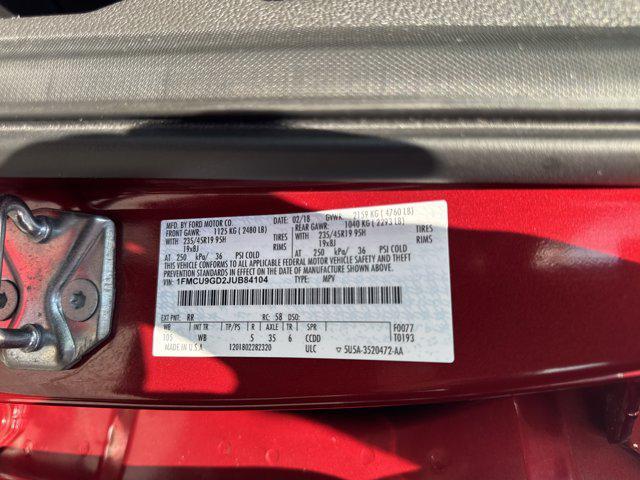 MFD. BY FORD MOTOR CO. DATE: 02/18 GVWR: 2159 KG ( 4760 LB)
FRONT GAWR: 1125 KG ( 2480 LB) REAR GAWR: 1040 KG ( 2293 LB)
WITH 235/45R19 95H TIRES WITH 235/45R19 95H TIRES
19x8J RIMS 19x8J RIMS
AT 250 kPa/ 36 PSI COLD AT 250 kPa/ 36 PSI COLD
THIS VEHICLE CONFORMS TO ALL APPLICABLE FEDERAL MOTOR VEHICLE SAFETY AND THEFT
PREVENTION STANDARDS IN EFFECT ON THE DATE OF MANUFACTURE SHOWN ABOVE.
VIN: 1FMCU9GD2JUB84104 TYPE: MPV
EXT PNT: RR RC: 58 DSO:
WB INT TR TP/PS R AXLE TR SPR F0077
105 WB 5 35 6 CCDD T0193
MADE IN U.S.A 1201802282320 ULC ▽ 5U5A-3520472-AA